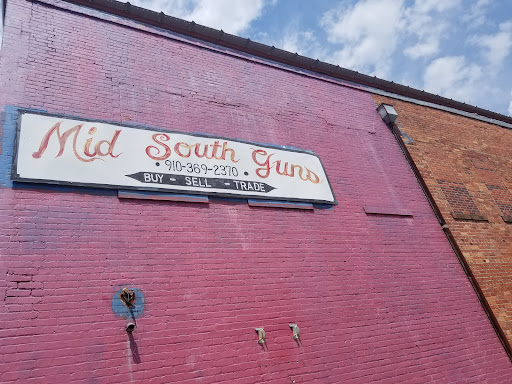 Mid South Guns
• 910-369-2370 •
BUY - SELL - TRADE